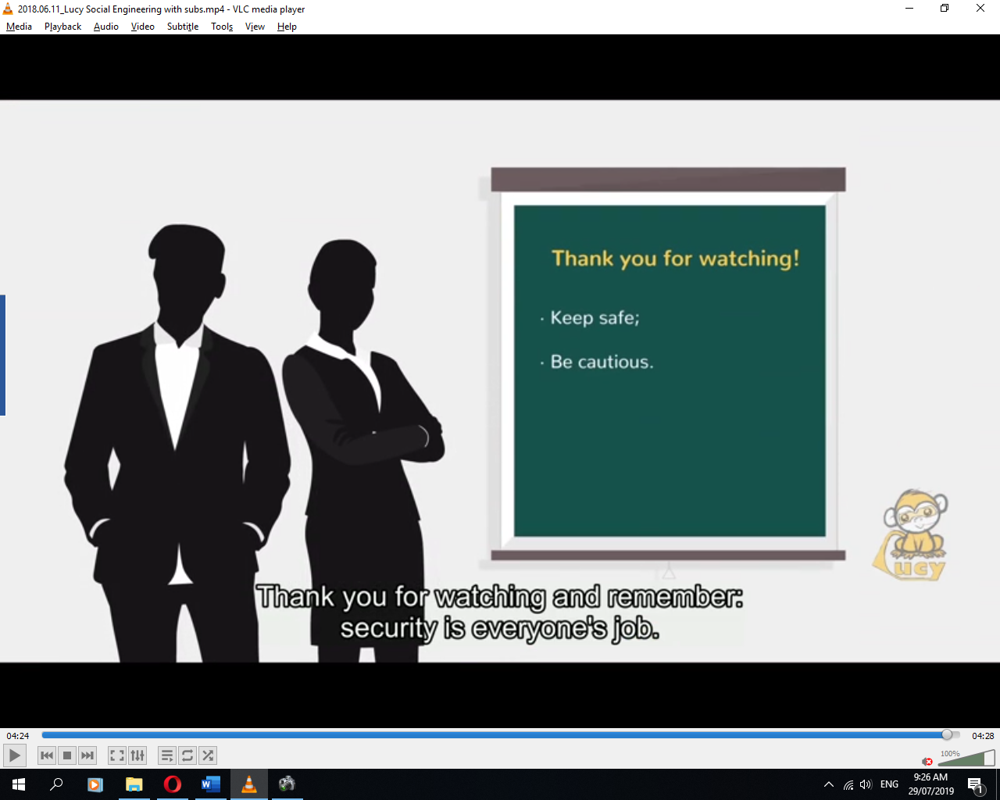 2018.06.11_Lucy Social Engineering with subs.mp4 - VLC media player
Media Playback Audio Video Subtitle Tools View Help
Thank you for watching!
· Keep safe;
· Be cautious.
Lucy
Thank you for watching and remember:
security is everyone's job.
04:24
04:28
100%
ENG
9:26 AM
29/07/2019
1